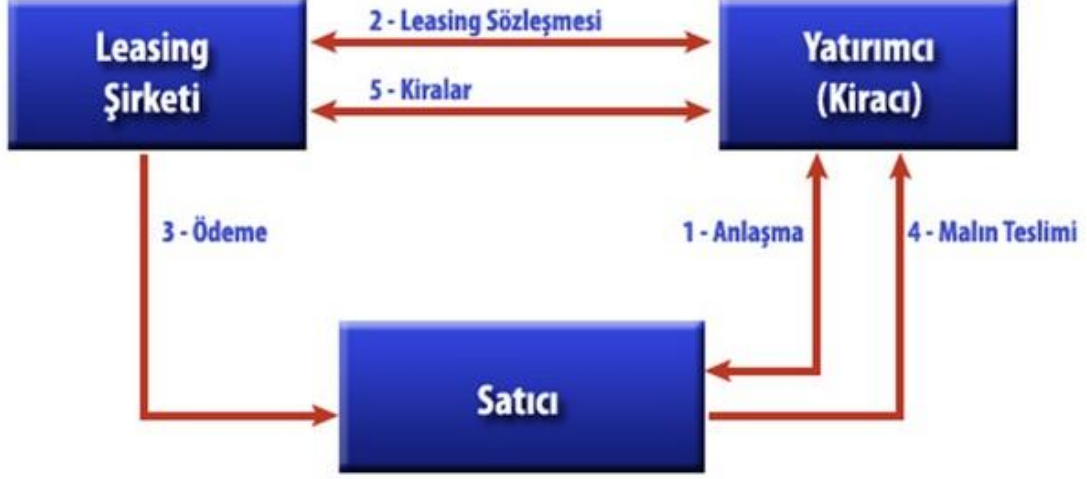 2 - Leasing Sözleşmesi
Leasing
Şirketi
Yatırımcı
(Kiracı)
5 - Kiralar
3 - Ödeme
1 - Anlaşma
4 - Malın Teslimi
Satıcı